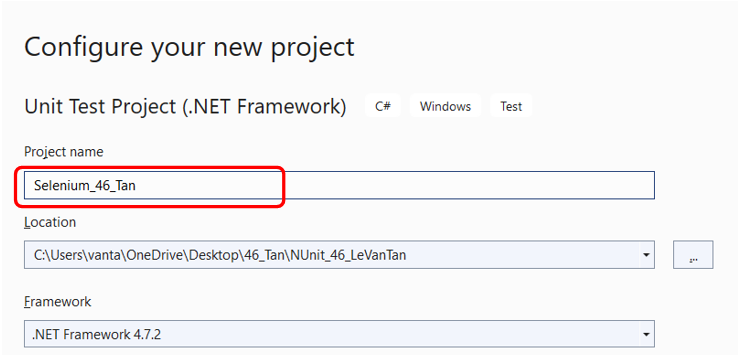 Configure your new project
Unit Test Project (.NET Framework) C# Windows Test
Project name
Selenium_46_Tan
Location
C:\Users\vanta\OneDrive\Desktop\46_Tan\NUnit_46_LeVanTan ...
Framework
.NET Framework 4.7.2